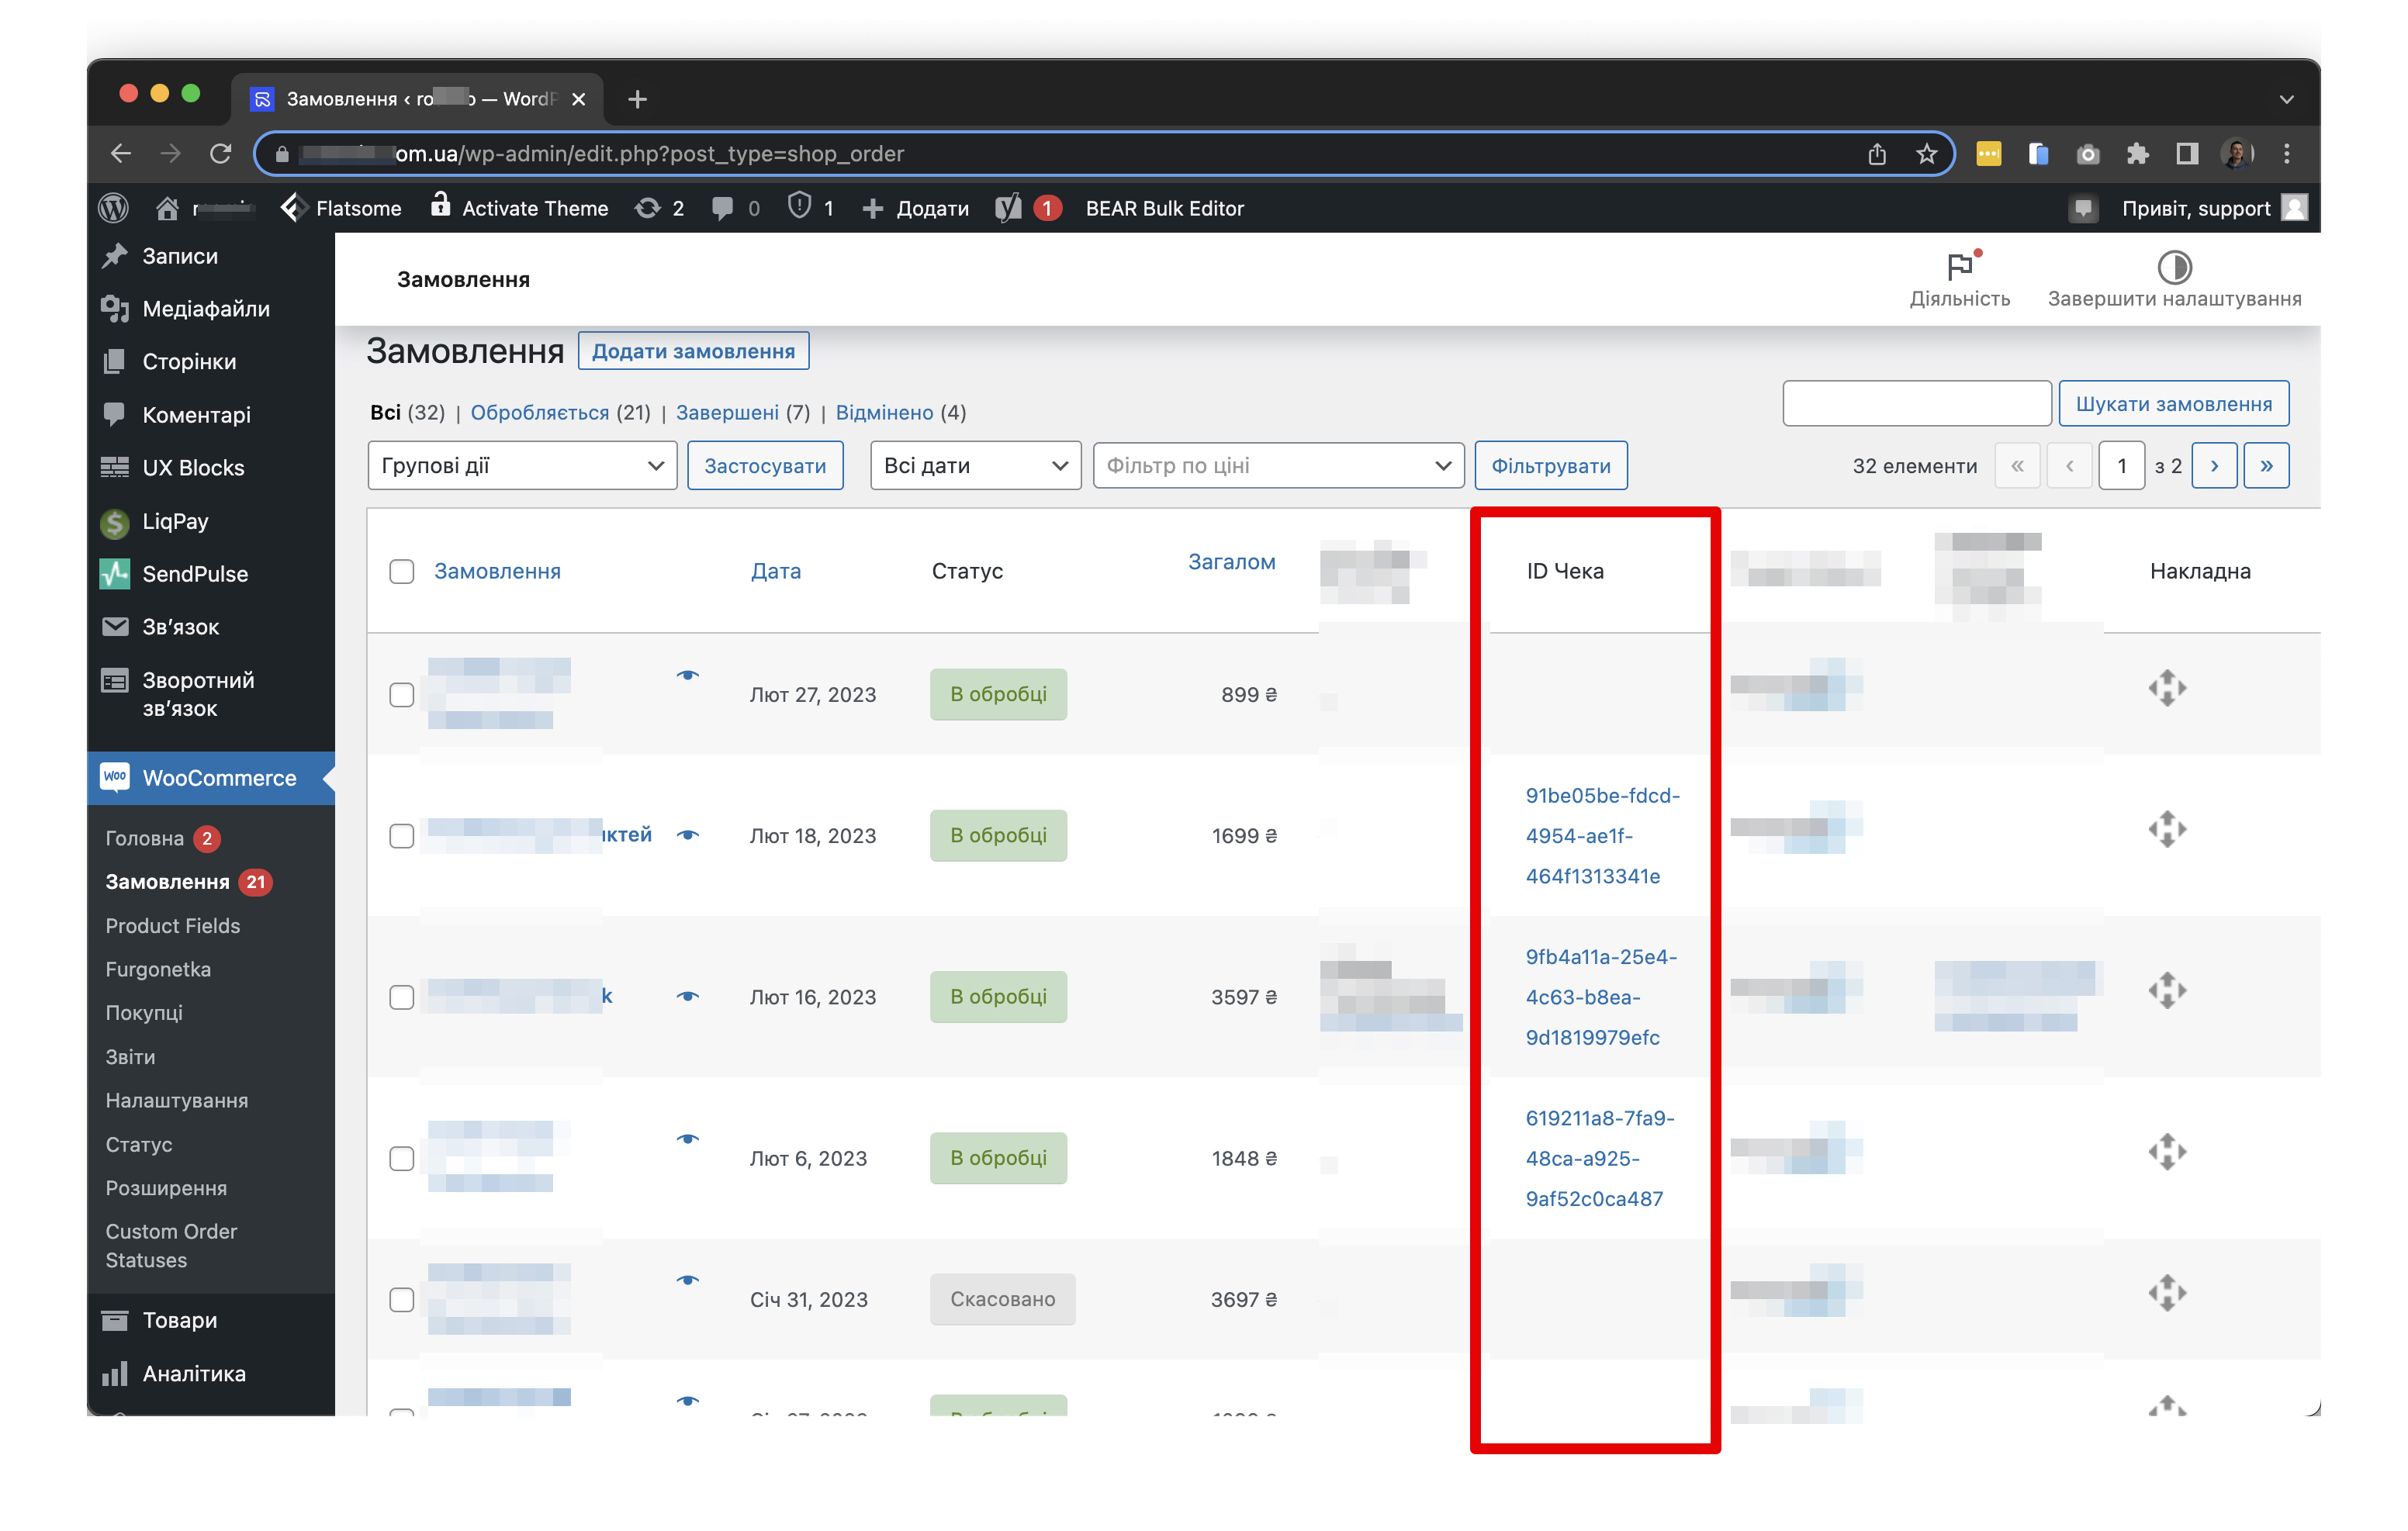 Замовлення ‹ ro — WordP
om.ua/wp-admin/edit.php?post_type=shop_order
Flatsome
Activate Theme
2
0
1
Додати
1
BEAR Bulk Editor
Привіт, support
Записи
Медіафайли
Сторінки
Коментарі
UX Blocks
LiqPay
SendPulse
Зв’язок
Зворотний
зв’язок
WooCommerce
Головна 2
Замовлення 21
Product Fields
Furgonetka
Покупці
Звіти
Налаштування
Статус
Розширення
Custom Order
Statuses
Товари
Аналітика
Замовлення
Діяльність
Завершити налаштування
Замовлення
Додати замовлення
Всі (32) | Обробляється (21) | Завершені (7) | Відмінено (4)
Шукати замовлення
Групові дії
Застосувати
Всі дати
Фільтр по ціні
Фільтрувати
32 елементи « ‹ 1 з 2 › »
Замовлення Дата Статус Загалом ID Чека Накладна
Лют 27, 2023 В обробці 899 ₴
ктей Лют 18, 2023 В обробці 1699 ₴
91be05be-fdcd-
4954-ae1f-
464f1313341e
k Лют 16, 2023 В обробці 3597 ₴
9fb4a11a-25e4-
4c63-b8ea-
9d1819979efc
Лют 6, 2023 В обробці 1848 ₴
619211a8-7fa9-
48ca-a925-
9af52c0ca487
Січ 31, 2023 Скасовано 3697 ₴